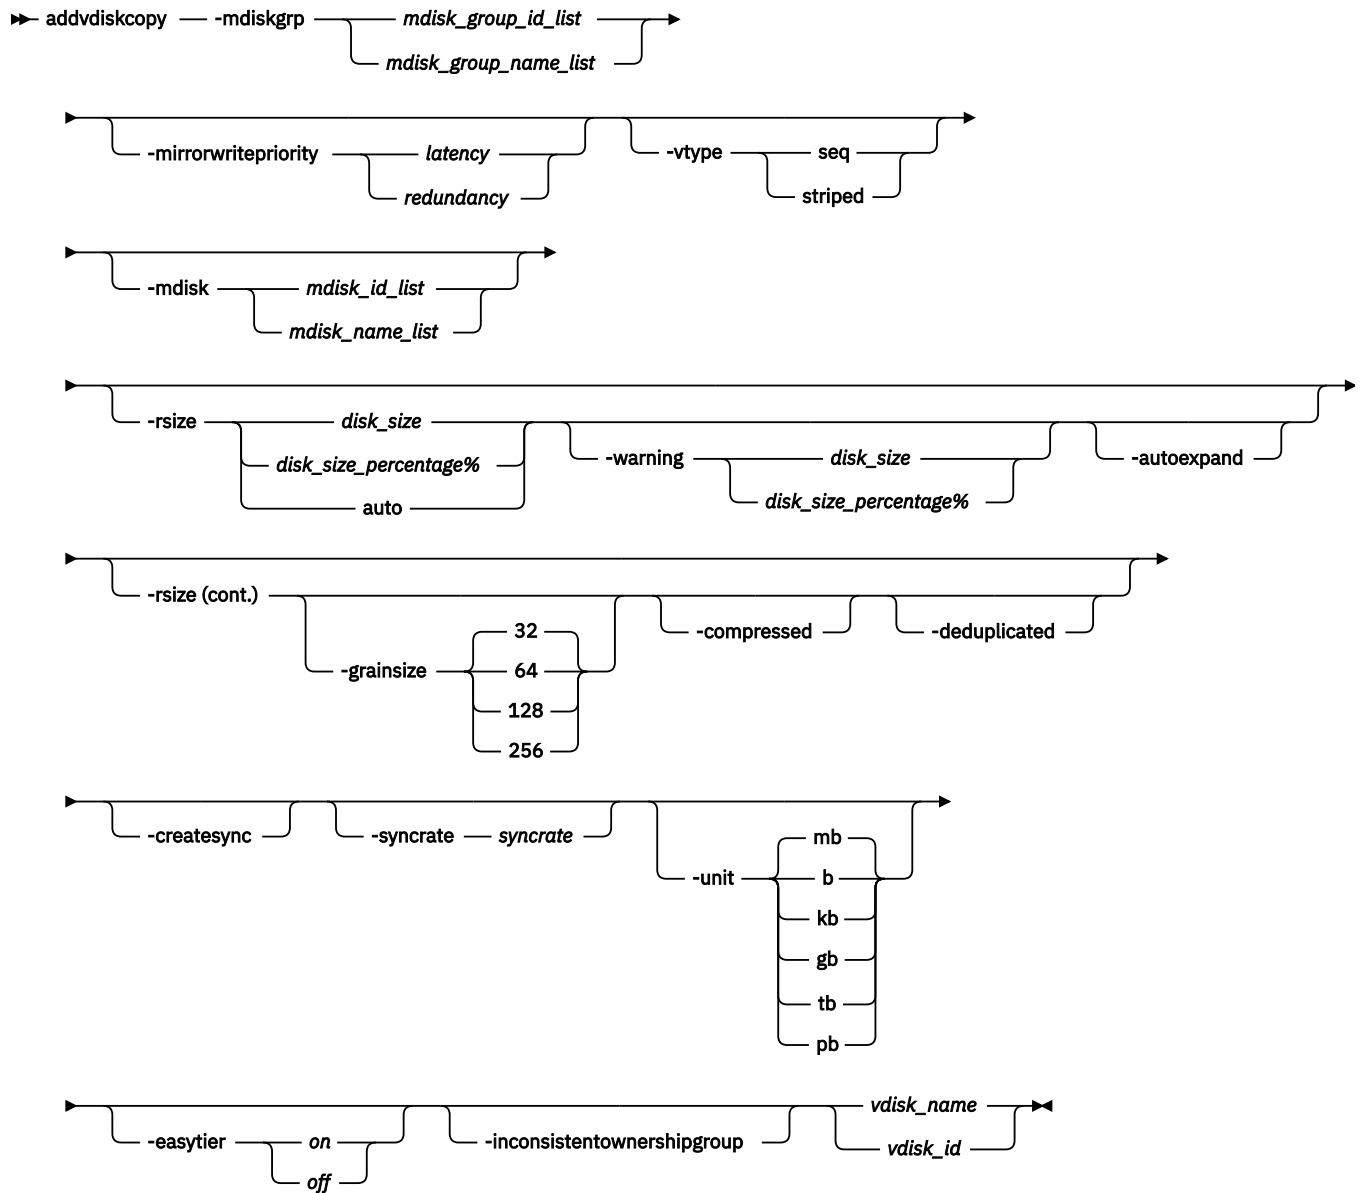 addvdiskcopy -mdiskgrp mdisk_group_id_list
mdisk_group_name_list
-mirrorwritepriority latency -vtype seq
redundancy striped
-mdisk mdisk_id_list
mdisk_name_list
-rsize disk_size
disk_size_percentage% -warning disk_size -autoexpand
auto disk_size_percentage%
-rsize (cont.)
32 -compressed -deduplicated
-grainsize 64
128
256
-createsync -syncrate syncrate mb
-unit b
kb
gb
tb
pb
vdisk_name
-easytier on -inconsistentownershipgroup vdisk_id
off